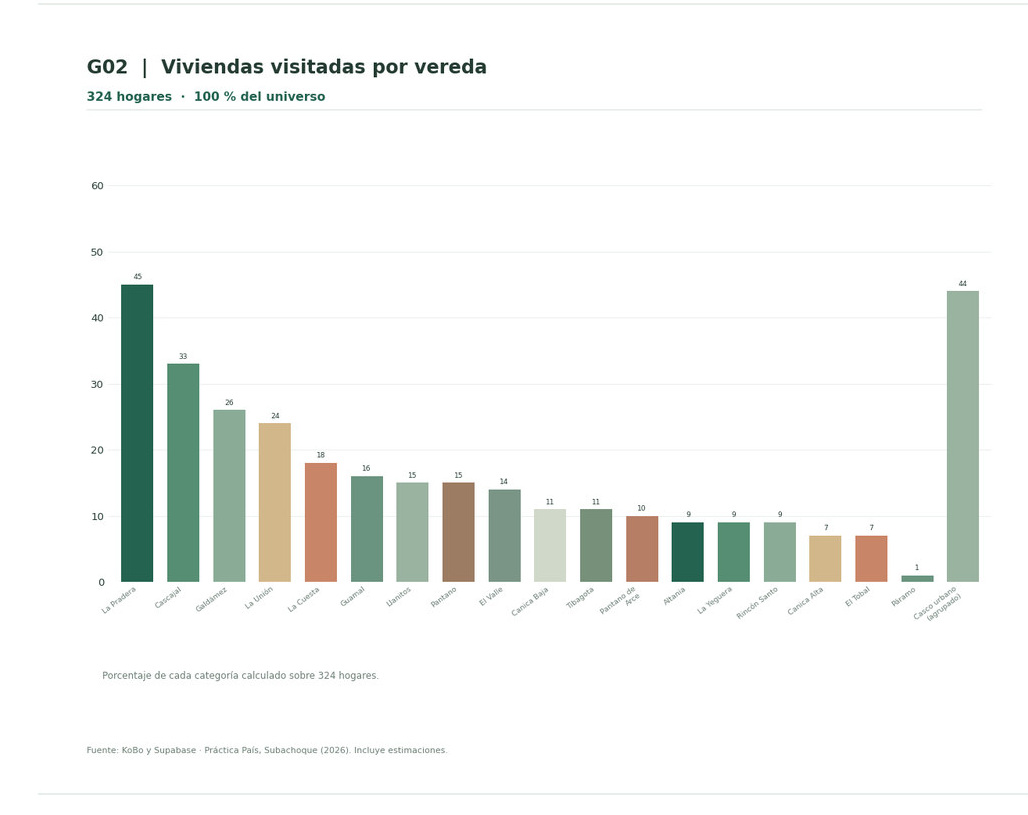 G02 | Viviendas visitadas por vereda
324 hogares · 100 % del universo
60
50
40
30
20
10
0
45
33
26
24
18
16
15
15
14
11
11
10
9
9
9
7
7
1
44
La Pradera
Cascajal
Galdámez
La Unión
La Cuesta
Guamal
Llanitos
Pantano
El Valle
Canica Baja
Tibagota
Pantano de
Arce
Altania
La Yeguera
Rincón Santo
Canica Alta
El Tobal
Páramo
Casco urbano
(agrupado)
Porcentaje de cada categoría calculado sobre 324 hogares.
Fuente: KoBo y Supabase · Práctica País, Subachoque (2026). Incluye estimaciones.